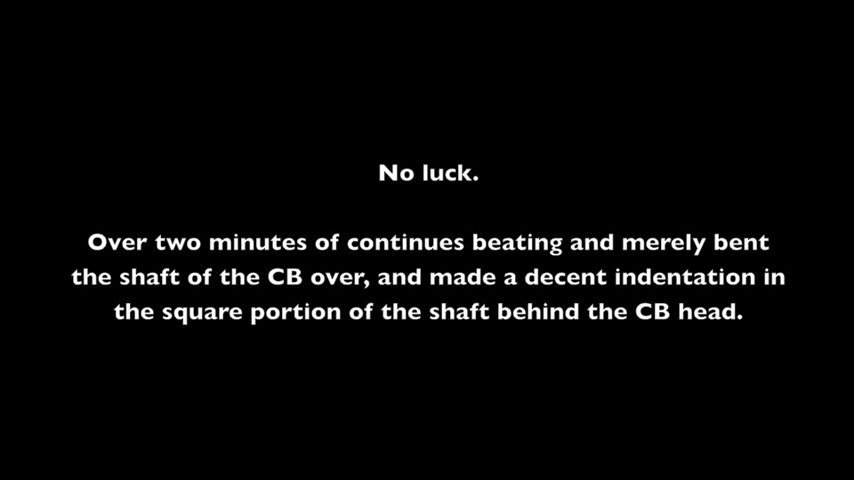 No luck.
Over two minutes of continues beating and merely bent
the shaft of the CB over, and made a decent indentation in
the square portion of the shaft behind the CB head.